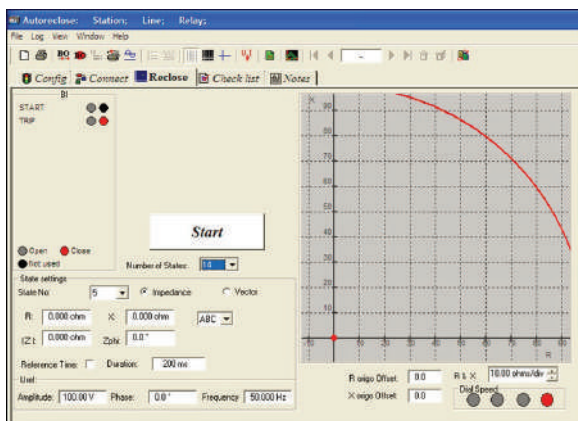 Autoreclose: Station: Line: Relay:
File Log View Window Help
Config Connect Reclose Check list Notes
BI
START
TRIP
Open Close
Not used
Start
Number of States: 14
State settings
State No: 5 Impedance Vector
R: 0.000 ohm X: 0.000 ohm ABC
IZI: 0.000 ohm Zphi: 0.0 °
Reference Time: Duration: 200 ms
Uref:
Amplitude: 100.00 V Phase: 0.0 ° Frequency 50.000 Hz
X
90
80
70
60
50
40
30
20
10
10 20 30 40 50 60 70 80 90
R
R origo Offset: 0.0 R & X 10.00 ohms/div
X origo Offset: 0.0 Dial Speed